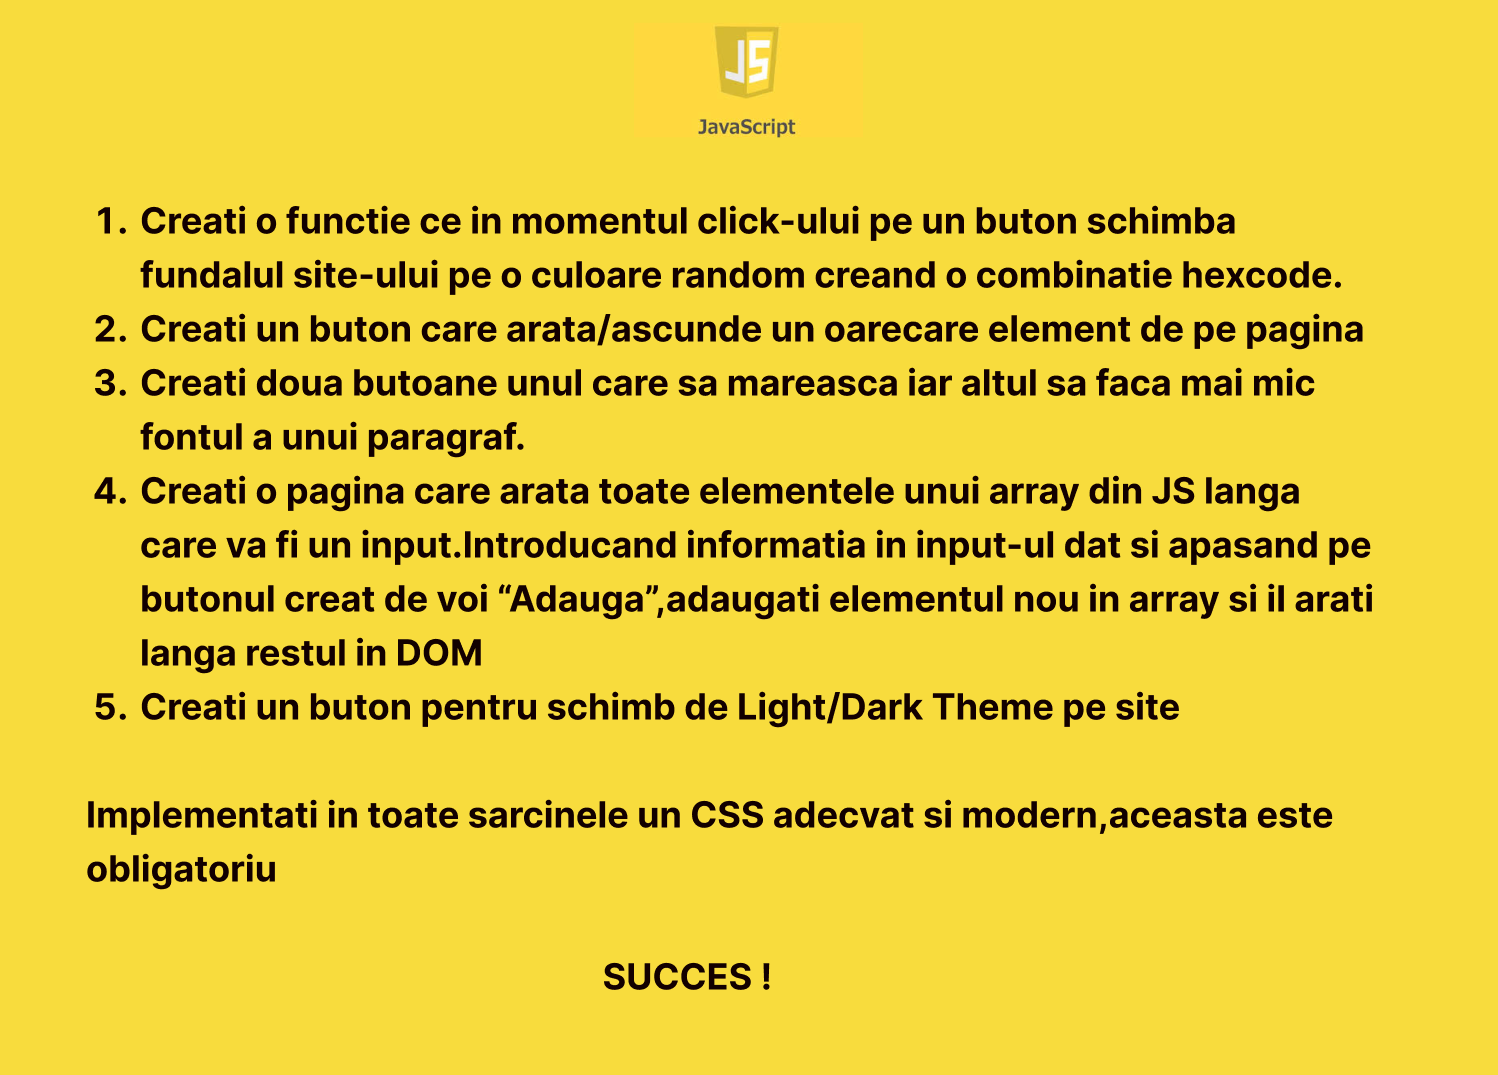 JS
JavaScript
1. Creati o functie ce in momentul click-ului pe un buton schimba
fundalul site-ului pe o culoare random creand o combinatie hexcode.
2. Creati un buton care arata/ascunde un oarecare element de pe pagina
3. Creati doua butoane unul care sa mareasca iar altul sa faca mai mic
fontul a unui paragraf.
4. Creati o pagina care arata toate elementele unui array din JS langa
care va fi un input.Introducand informatia in input-ul dat si apasand pe
butonul creat de voi “Adauga”,adaugati elementul nou in array si il arati
langa restul in DOM
5. Creati un buton pentru schimb de Light/Dark Theme pe site
Implementati in toate sarcinele un CSS adecvat si modern,aceasta este
obligatoriu
SUCCES !